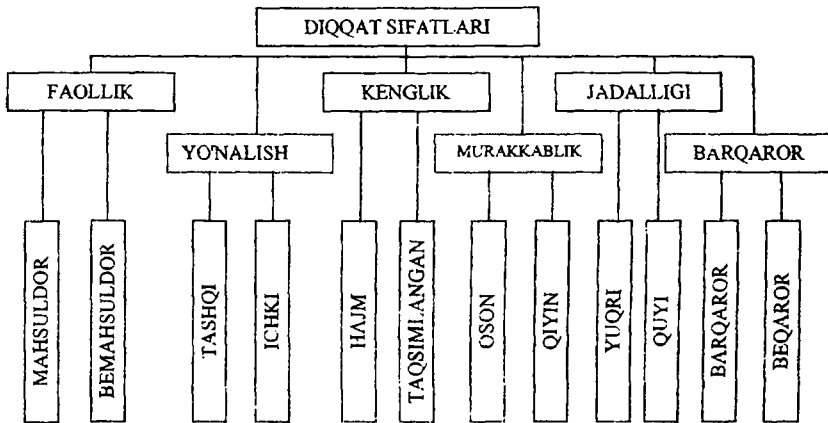 DIQQAT SIFATLARI
FAOLLIK
KENGLIK
JADALLIGI
YO'NALISH
MURAKKABLIK
BARQAROR
MAHSULDOR
BEMAHSULDOR
TASHQI
ICHKI
HAJM
TAQSIMLANGAN
OSON
QIYIN
YUQRI
QUYI
BARQAROR
BEQAROR